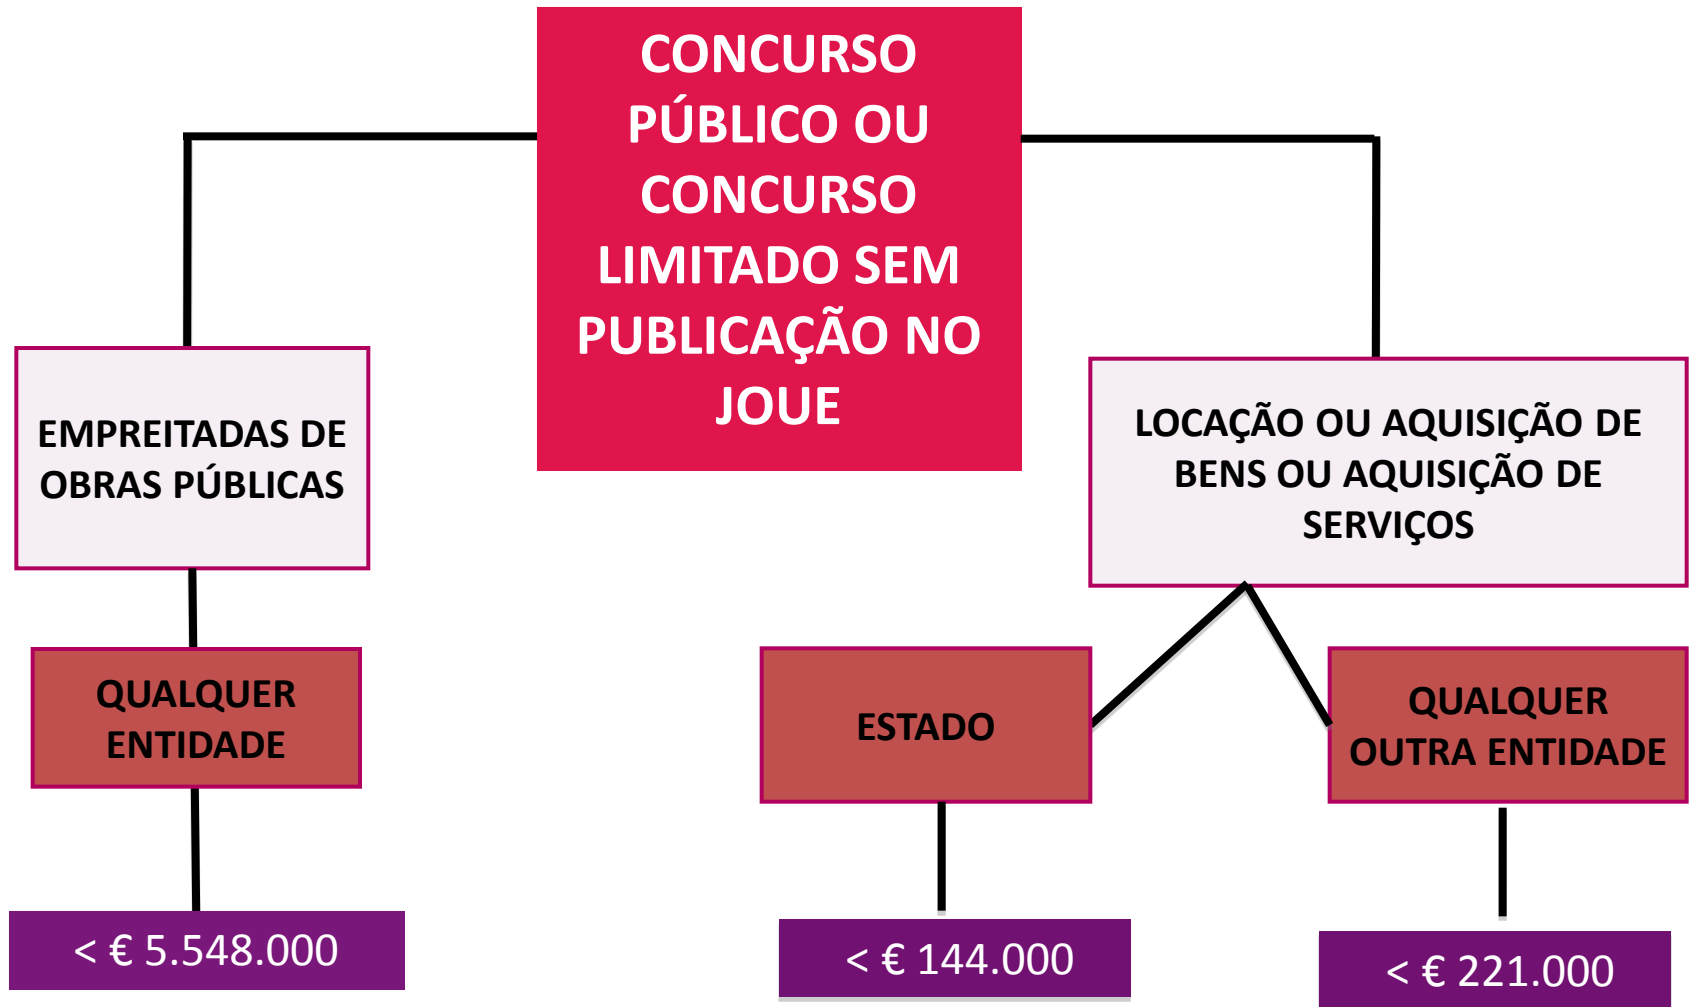 CONCURSO
PÚBLICO OU
CONCURSO
LIMITADO SEM
PUBLICAÇÃO NO
JOUE
EMPREITADAS DE
OBRAS PÚBLICAS
LOCAÇÃO OU AQUISIÇÃO DE
BENS OU AQUISIÇÃO DE
SERVIÇOS
QUALQUER
ENTIDADE
ESTADO
QUALQUER
OUTRA ENTIDADE
< € 5.548.000
< € 144.000
< € 221.000